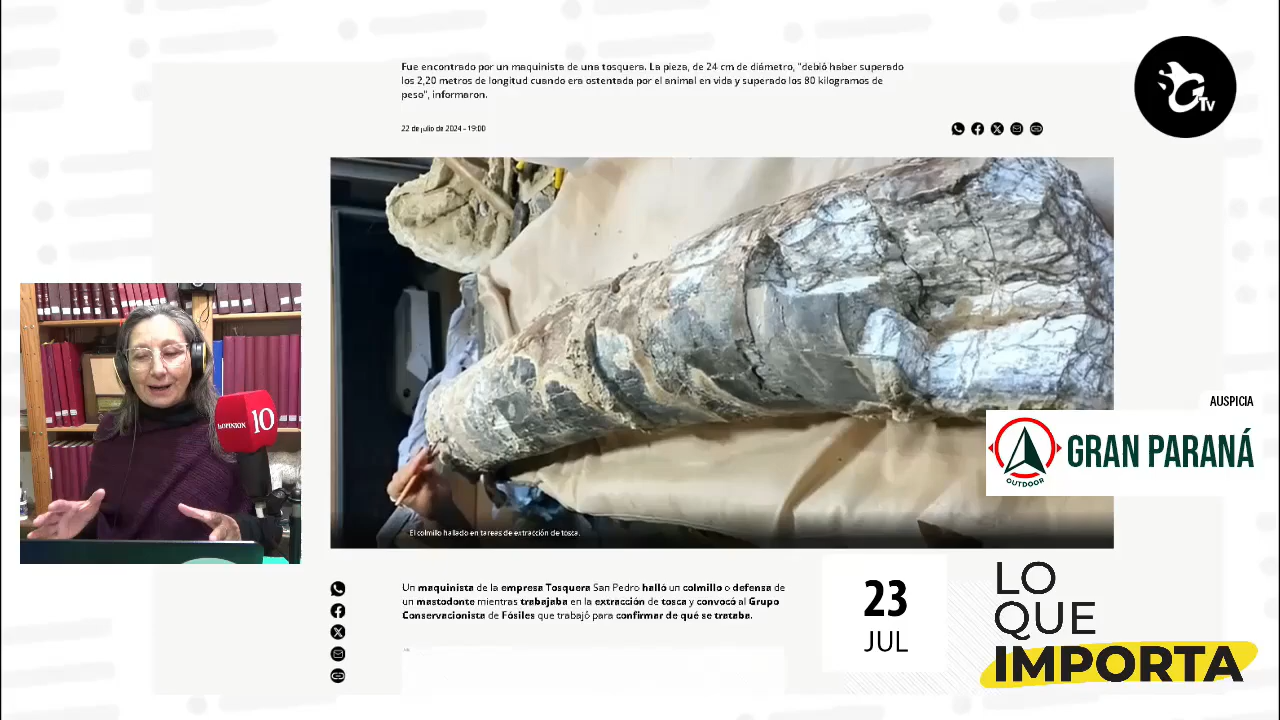 Fue encontrado por un maquinista de una tosquera. La pieza, de 24 cm de diámetro, "debió haber superado
los 2,20 metros de longitud cuando era ostentada por el animal en vida y superado los 80 kilogramos de
peso", informaron.
22 de julio de 2024 - 19:00
GTv
LAOPINION 10
El colmillo hallado en tareas de extracción de tosca.
AUSPICIA
GRAN PARANÁ
OUTDOOR
Un maquinista de la empresa Tosquera San Pedro halló un colmillo o defensa de
un mastodonte mientras trabajaba en la extracción de tosca y convocó al Grupo
Conservacionista de Fósiles que trabajó para confirmar de qué se trataba.
23
JUL
LO
QUE
IMPORTA